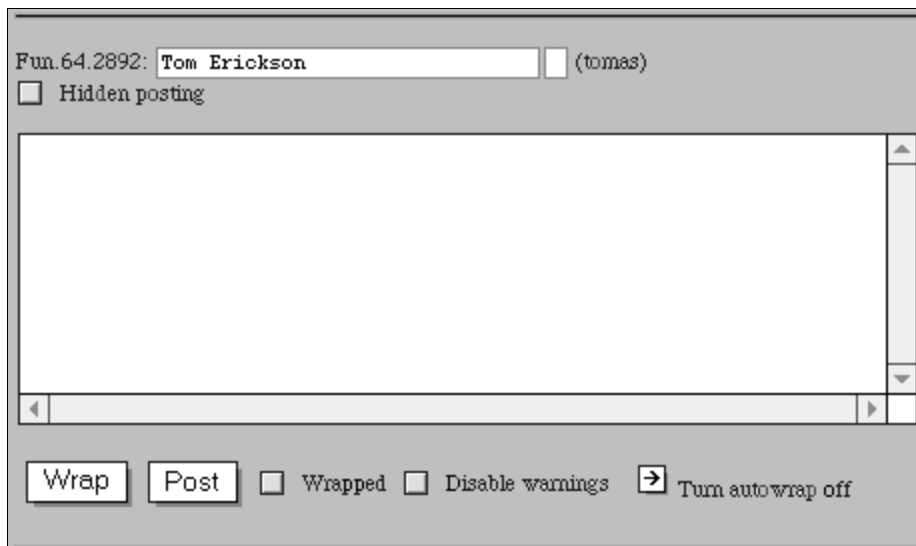 Fun.64.2892: Tom Erickson (tomas)
Hidden posting
Wrap Post Wrapped Disable warnings Turn autowrap off